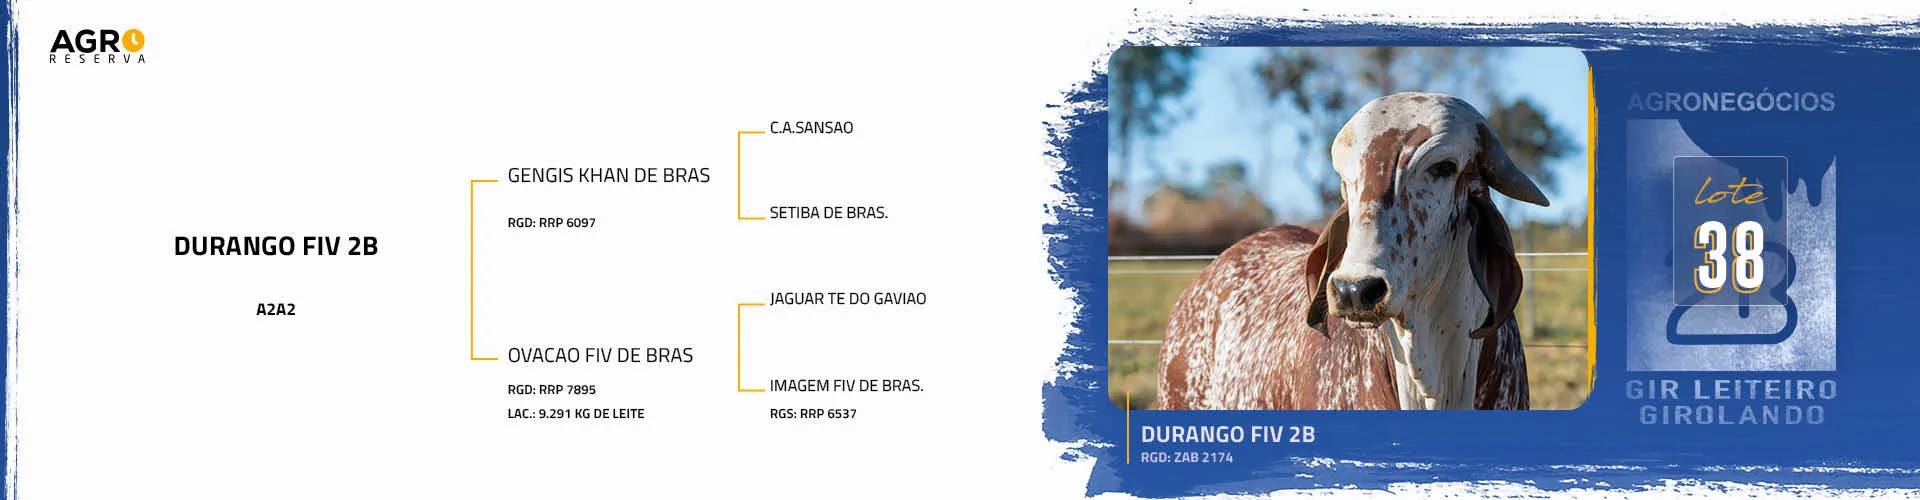 AGRO
RESERVA
DURANGO FIV 2B
A2A2
GENGIS KHAN DE BRAS
RGD: RRP 6097
OVACAO FIV DE BRAS
RGD: RRP 7895
LAC.: 9.291 KG DE LEITE
C.A.SANSAO
SETIBA DE BRAS.
JAGUAR TE DO GAVIAO
IMAGEM FIV DE BRAS.
RGS: RRP 6537
DURANGO FIV 2B
RGD: ZAB 2174
AGRONEGÓCIOS
lote
38
2B
GIR LEITEIRO
GIROLANDO